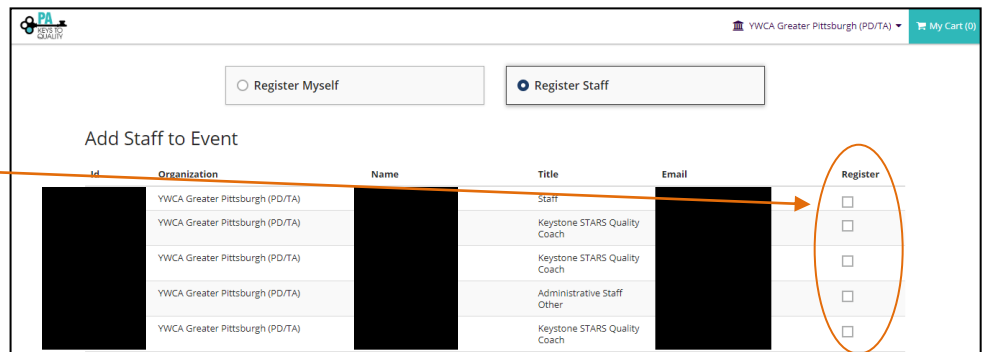 PA
KEYS TO
QUALITY
YWCA Greater Pittsburgh (PD/TA)
My Cart (0)
Register Myself
Register Staff
Add Staff to Event
Id Organization Name Title Email Register
YWCA Greater Pittsburgh (PD/TA) Staff
YWCA Greater Pittsburgh (PD/TA) Keystone STARS Quality
Coach
YWCA Greater Pittsburgh (PD/TA) Keystone STARS Quality
Coach
YWCA Greater Pittsburgh (PD/TA) Administrative Staff
Other
YWCA Greater Pittsburgh (PD/TA) Keystone STARS Quality
Coach